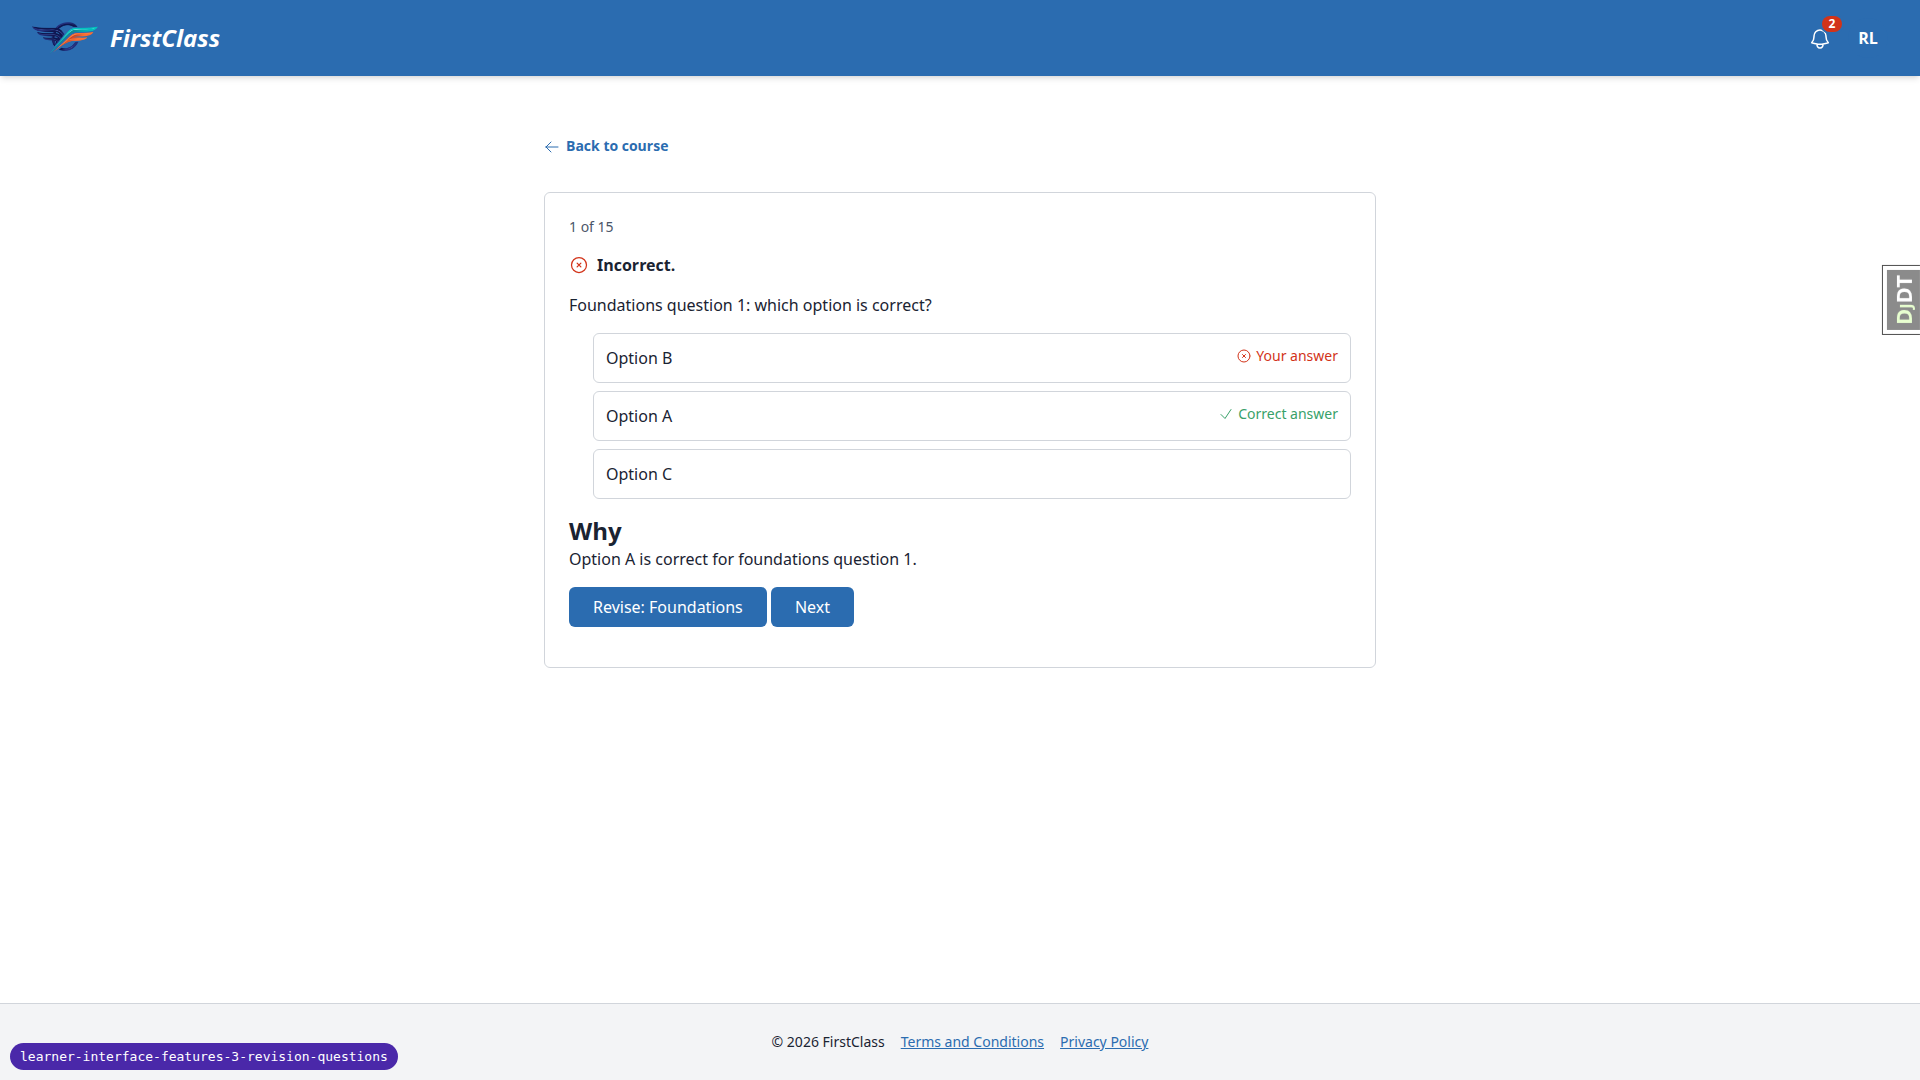 FirstClass
2
RL
Back to course
1 of 15
Incorrect.
Foundations question 1: which option is correct?
Option B
Your answer
Option A
Correct answer
Option C
Why
Option A is correct for foundations question 1.
Revise: Foundations
Next
DJDT
© 2026 FirstClass Terms and Conditions Privacy Policy
learner-interface-features-3-revision-questions